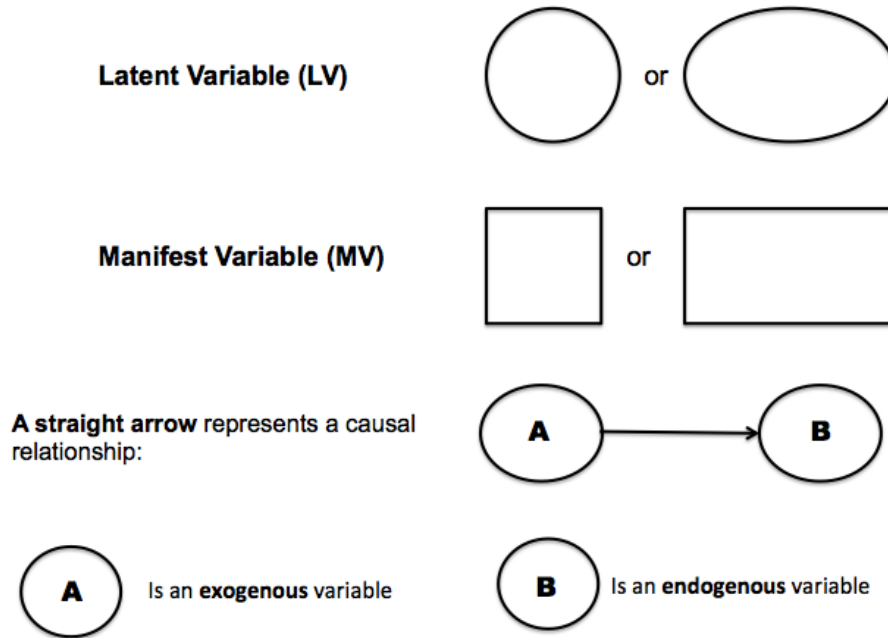 Latent Variable (LV)
or
Manifest Variable (MV)
or
A straight arrow represents a causal
relationship:
A
B
A
Is an exogenous variable
B
Is an endogenous variable